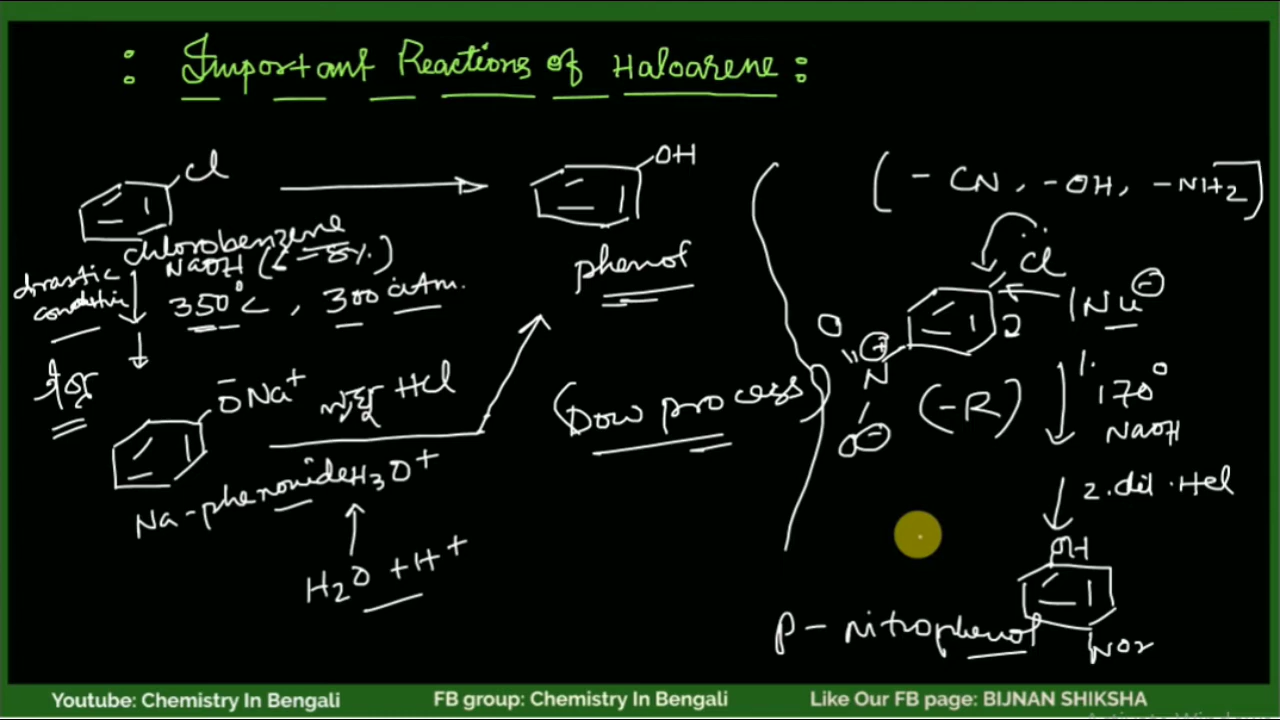 : Important Reactions of Haloarene :
Cl
OH
chlorobenzene
NaOH (6-8%)
drastic
condition
350°C, 300 atm.
phenol
ŌNa+
HCl
Na-phenoxide
H3O+
H2O + H+
(Dow process)
(-CN, -OH, -NH2)
Cl
Nu⊖
O
N⊕
O⊖
(-R)
1. 170°
NaOH
2. dil. Hcl
OH
NO2
p-nitrophenol
Youtube: Chemistry In Bengali FB group: Chemistry In Bengali Like Our FB page: BIJNAN SHIKSHA